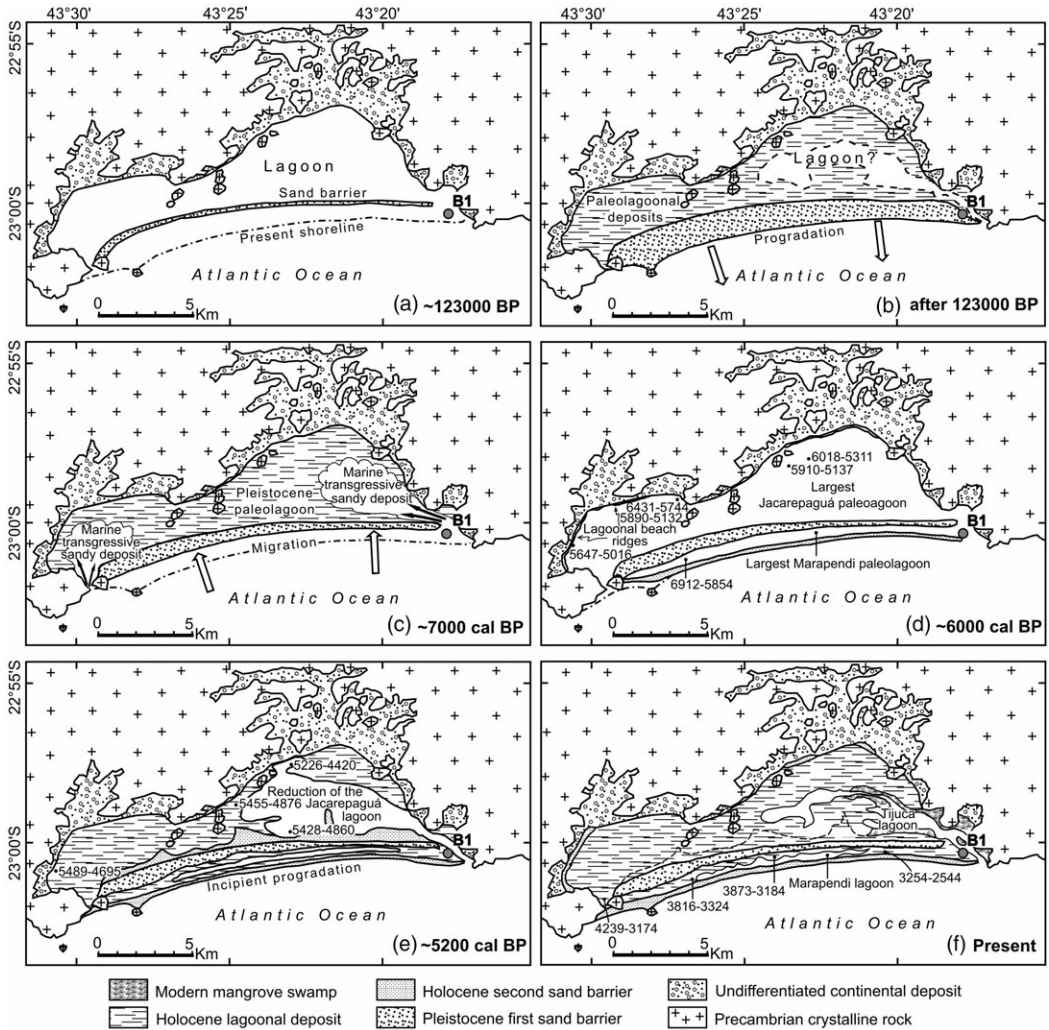 43°30' 43°25' 43°20' 43°30' 43°25' 43°20'
22°55'S
23°00'S
Lagoon
Sand barrier
Present shoreline
B1
Atlantic Ocean
0 5
Km
(a) ~123000 BP
Lagoon?
Paleolagoonal
deposits
B1
Progradation
Atlantic Ocean
0 5
Km
(b) after 123000 BP
22°55'S
23°00'S
Marine
transgressive
sandy deposit
Pleistocene
paleolagoon
Marine
transgressive
sandy deposit
B1
Migration
Atlantic Ocean
0 5
Km
(c) ~7000 cal BP
6018-5311
5910-5137
Largest
Jacarepaguá paleoagoon
6431-5744
5890-5132
Lagoonal beach
ridges
5647-5016
B1
Largest Marapendi paleolagoon
6912-5854
Atlantic Ocean
0 5
Km
(d) ~6000 cal BP
22°55'S
23°00'S
5226-4420
Reduction of the
5455-4876 Jacarepaguá
lagoon
5428-4860
B1
5489-4695
Incipient progradation
Atlantic Ocean
0 5
Km
(e) ~5200 cal BP
Tijuca
lagoon
B1
Marapendi lagoon
3254-2544
3873-3184
3816-3324
4239-3174
Atlantic Ocean
0 5
Km
(f) Present
Modern mangrove swamp
Holocene second sand barrier
Undifferentiated continental deposit
Holocene lagoonal deposit
Pleistocene first sand barrier
Precambrian crystalline rock